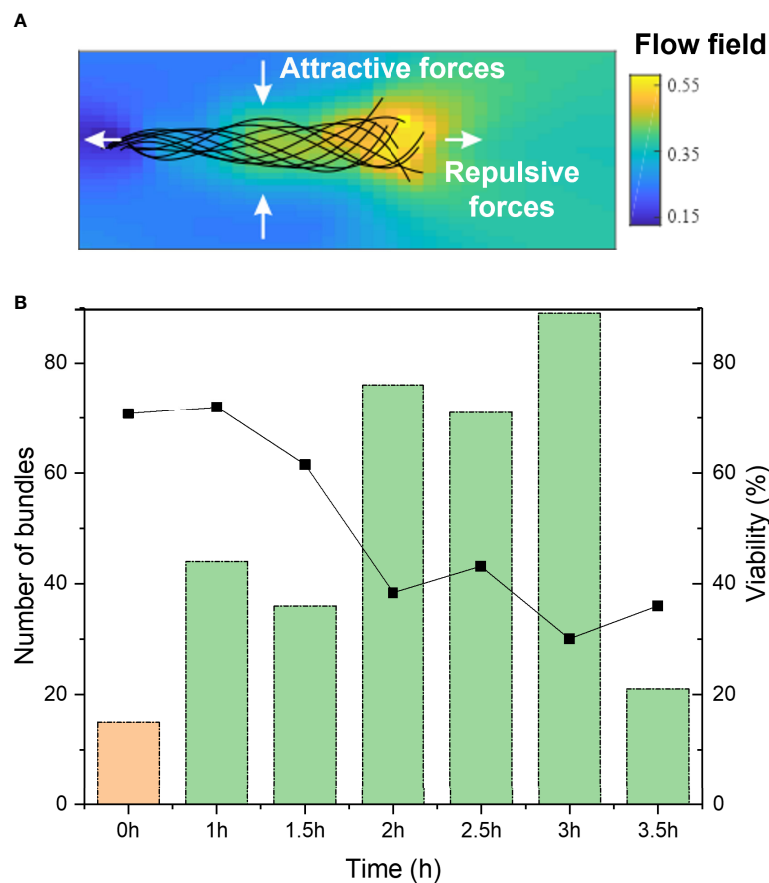 A
Flow field
Attractive forces
Repulsive
forces
0.55
0.35
0.15
B
Number of bundles
80
60
40
20
0
80
60
40
20
0
Viability (%)
0h 1h 1.5h 2h 2.5h 3h 3.5h
Time (h)